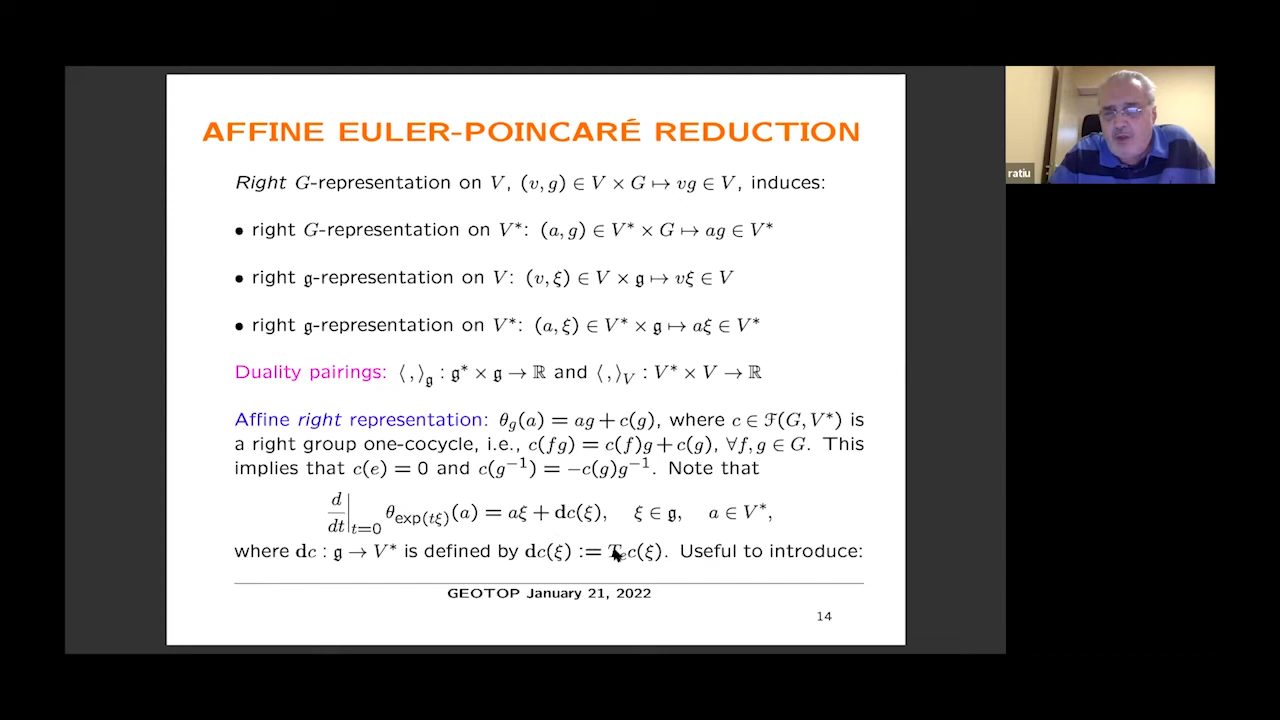 AFFINE EULER-POINCARÉ REDUCTION
Right G-representation on V, (v, g) ∈ V × G ↦ vg ∈ V, induces:
• right G-representation on V*: (a, g) ∈ V* × G ↦ ag ∈ V*
• right 𝔤-representation on V: (v, ξ) ∈ V × 𝔤 ↦ vξ ∈ V
• right 𝔤-representation on V*: (a, ξ) ∈ V* × 𝔤 ↦ aξ ∈ V*
Duality pairings: ⟨ , ⟩_𝔤 : 𝔤* × 𝔤 → ℝ and ⟨ , ⟩_V : V* × V → ℝ
Affine right representation: θ_g(a) = ag + c(g), where c ∈ ℱ(G, V*) is
a right group one-cocycle, i.e., c(fg) = c(f)g + c(g), ∀f, g ∈ G. This
implies that c(e) = 0 and c(g⁻¹) = −c(g)g⁻¹. Note that
d/dt|_{t=0} θ_{exp(tξ)}(a) = aξ + dc(ξ), ξ ∈ 𝔤, a ∈ V*,
where dc : 𝔤 → V* is defined by dc(ξ) := T_e c(ξ). Useful to introduce:
GEOTOP January 21, 2022
14
ratiu